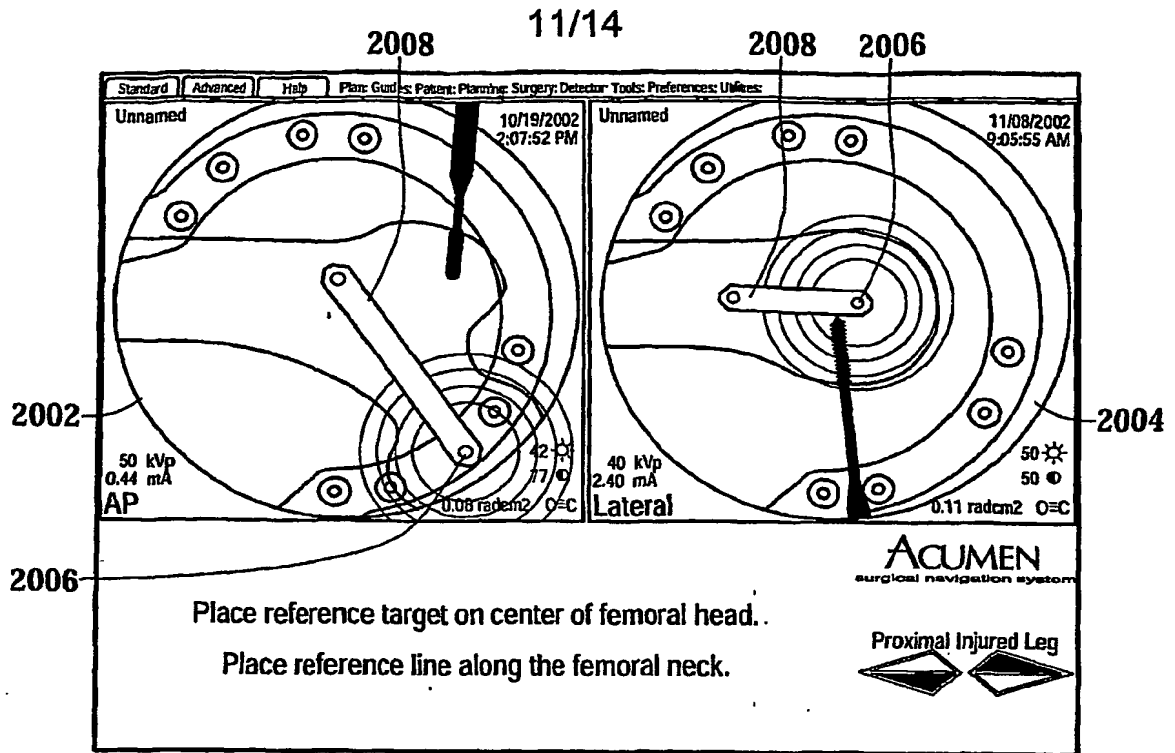 11/14
2008
2008 2006
Standard Advanced Help Plan: Guides: Patient: Planning: Surgery: Detector: Tools: Preferences: Utilites:
Unnamed
10/19/2002
2:07:52 PM
Unnamed
11/08/2002
9:05:55 AM
2002
2004
50 kVp
0.44 mA
AP
42
77
0.08 radcm2 O=C
40 kVp
2.40 mA
Lateral
50
50
0.11 radcm2 O=C
2006
ACUMEN
surgical navigation system
Place reference target on center of femoral head.
Place reference line along the femoral neck.
Proximal Injured Leg